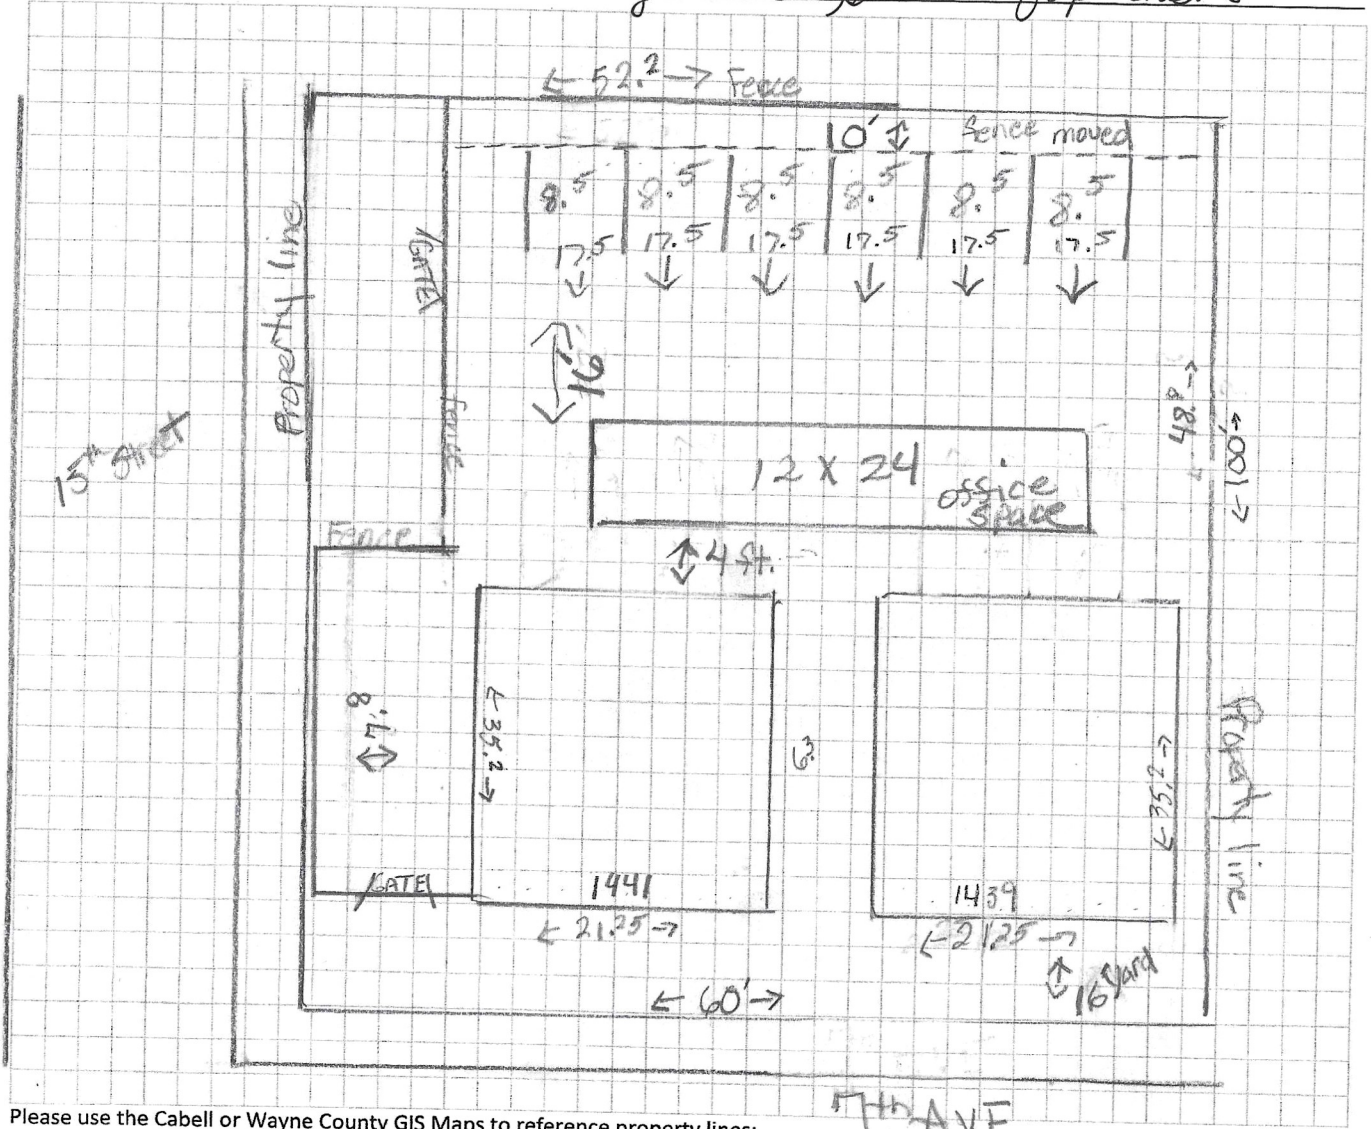 ← 52.² → Fence
10' fence moved
8.5 8.5 8.5 8.5 8.5 8.5
17.5 17.5 17.5 17.5 17.5 17.5
Property line
GATE
fence
15th Street
16'
48.8 →
← 100' →
12 x 24 office
space
Fence
4 ft.
← 35.2 →
6.3
← 35.2 →
Property line
GATE
1441
1439
← 21.25 →
← 21.25 →
16' yard
← 60' →
7th AVE
Please use the Cabell or Wayne County GIS Maps to reference property lines: